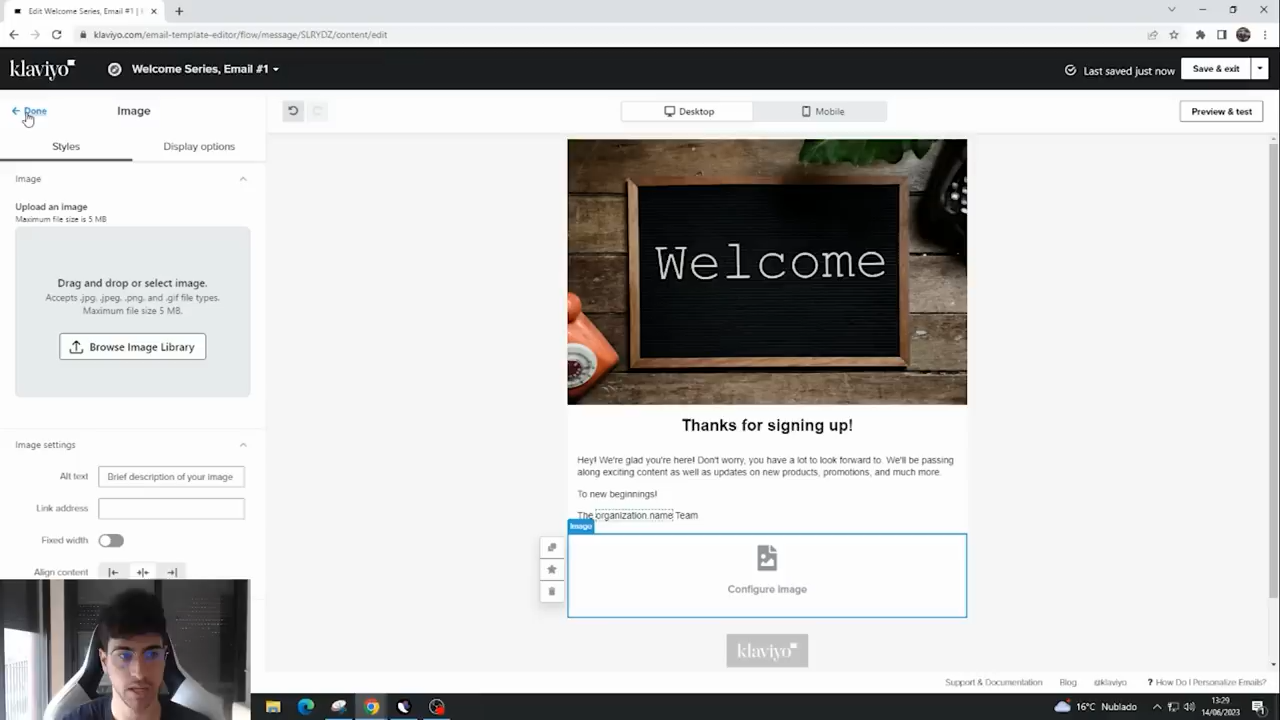 Edit Welcome Series, Email #1 |
klaviyo.com/email-template-editor/flow/message/SLRYDZ/content/edit
klaviyo
Welcome Series, Email #1
Last saved just now
Save & exit
Done
Image
Desktop
Mobile
Preview & test
Styles
Display options
Image
Upload an image
Maximum file size is 5 MB
Drag and drop or select image.
Accepts .jpg, .jpeg, .png, and .gif file types.
Maximum file size 5 MB.
Browse Image Library
Image settings
Alt text
Brief description of your image
Link address
Fixed width
Align content
Welcome
Thanks for signing up!
Hey! We're glad you're here! Don't worry, you have a lot to look forward to. We'll be passing
along exciting content as well as updates on new products, promotions, and much more.
To new beginnings!
The organization name Team
Image
Configure image
klaviyo
Support & Documentation
Blog
@klaviyo
? How Do I Personalize Emails?
16°C Nublado
13:29
14/06/2023
1